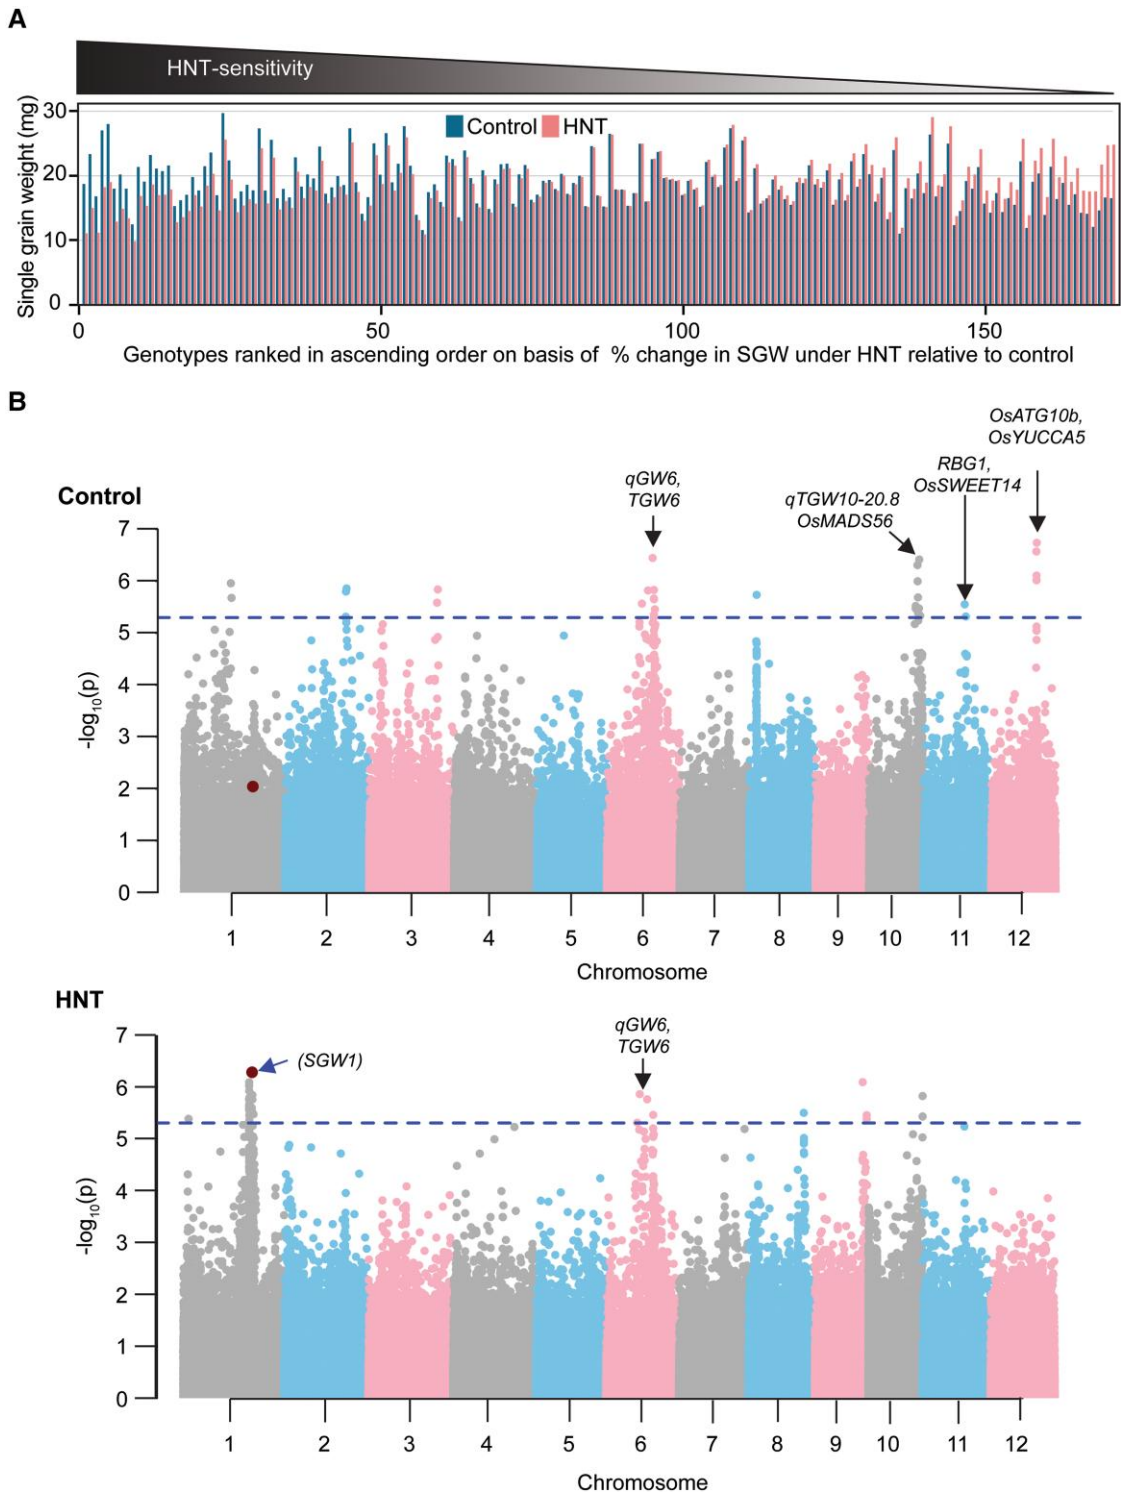 A
HNT-sensitivity
Single grain weight (mg)
30
20
10
0
Control HNT
0 50 100 150
Genotypes ranked in ascending order on basis of % change in SGW under HNT relative to control
B
Control
OsATG10b,
OsYUCCA5
RBG1,
OsSWEET14
qGW6,
TGW6
qTGW10-20.8
OsMADS56
-log10(p)
7
6
5
4
3
2
1
0
1 2 3 4 5 6 7 8 9 10 11 12
Chromosome
HNT
qGW6,
TGW6
(SGW1)
-log10(p)
7
6
5
4
3
2
1
0
1 2 3 4 5 6 7 8 9 10 11 12
Chromosome